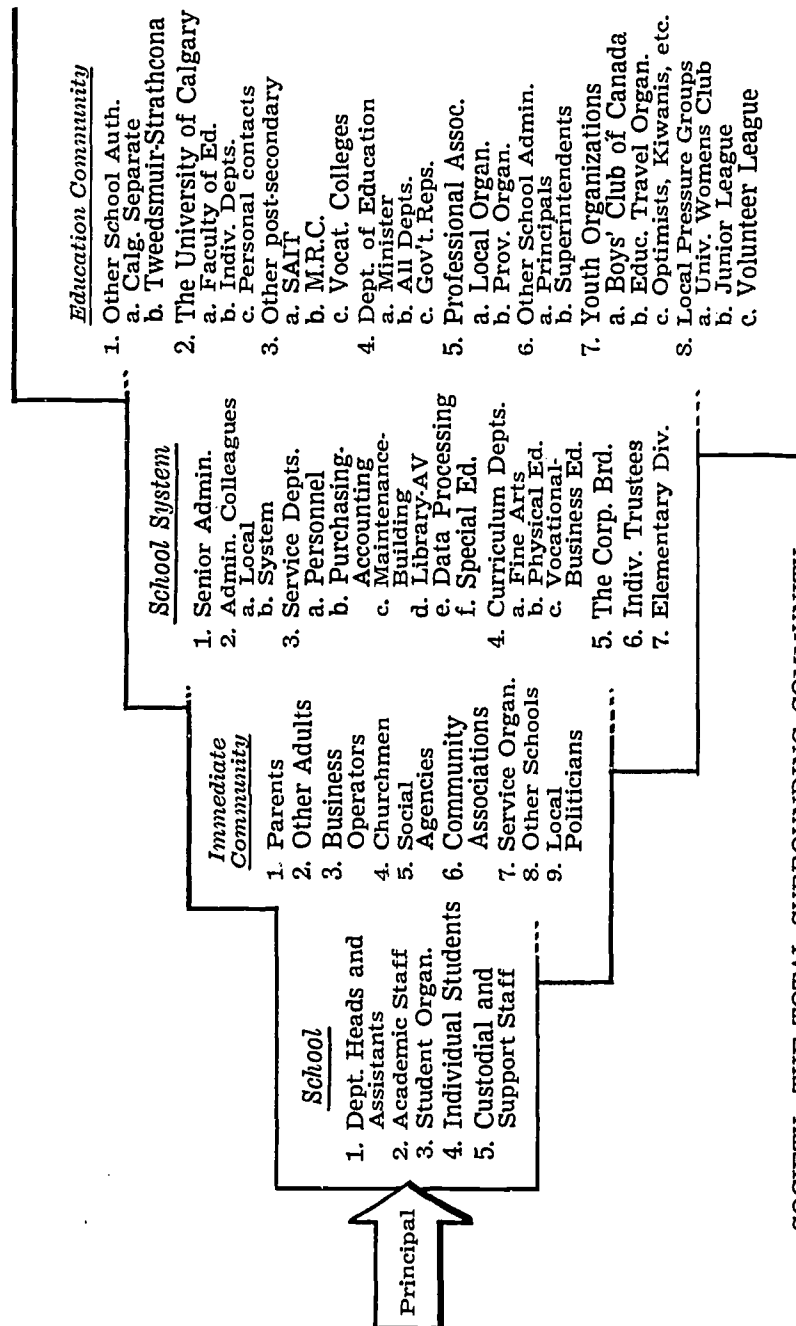 Principal
School
1. Dept. Heads and
Assistants
2. Academic Staff
3. Student Organ.
4. Individual Students
5. Custodial and
Support Staff
Immediate
Community
1. Parents
2. Other Adults
3. Business
Operators
4. Churchmen
5. Social
Agencies
6. Community
Associations
7. Service Organ.
8. Other Schools
9. Local
Politicians
School System
1. Senior Admin.
2. Admin. Colleagues
a. Local
b. System
3. Service Depts.
a. Personnel
b. Purchasing-
Accounting
c. Maintenance-
Building
d. Library-AV
e. Data Processing
f. Special Ed.
4. Curriculum Depts.
a. Fine Arts
b. Physical Ed.
c. Vocational-
Business Ed.
5. The Corp. Brd.
6. Indiv. Trustees
7. Elementary Div.
Education Community
1. Other School Auth.
a. Calg. Separate
b. Tweedsmuir-Strathcona
2. The University of Calgary
a. Faculty of Ed.
b. Indiv. Depts.
c. Personal contacts
3. Other post-secondary
a. SAIT
b. M.R.C.
c. Vocat. Colleges
4. Dept. of Education
a. Minister
b. All Depts.
c. Gov't. Reps.
5. Professional Assoc.
a. Local Organ.
b. Prov. Organ.
6. Other School Admin.
a. Principals
b. Superintendents
7. Youth Organizations
a. Boys' Club of Canada
b. Educ. Travel Organ.
c. Optimists, Kiwanis, etc.
8. Local Pressure Groups
a. Univ. Womens Club
b. Junior League
c. Volunteer League
SOCIETY, THE TOTAL SURROUNDING COMMUNITY